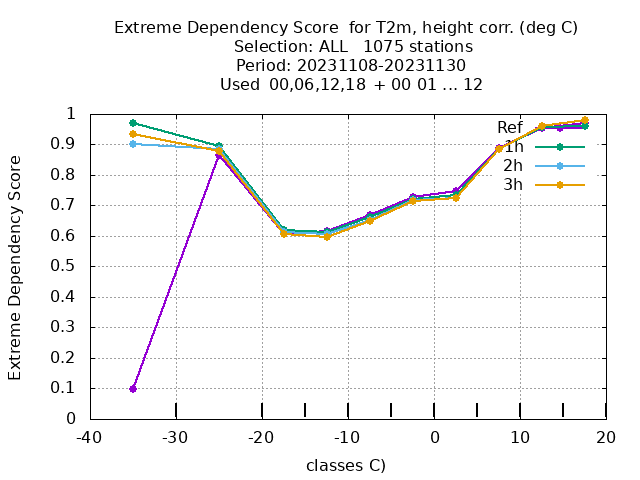 Extreme Dependency Score  for T2m, height corr. (deg C)
Selection: ALL   1075 stations
Period: 20231108-20231130
Used  00,06,12,18  + 00 01 ... 12
Extreme Dependency Score
1
0.9
0.8
0.7
0.6
0.5
0.4
0.3
0.2
0.1
0
Ref
1h
2h
3h
-40 -30 -20 -10 0 10 20
classes C)